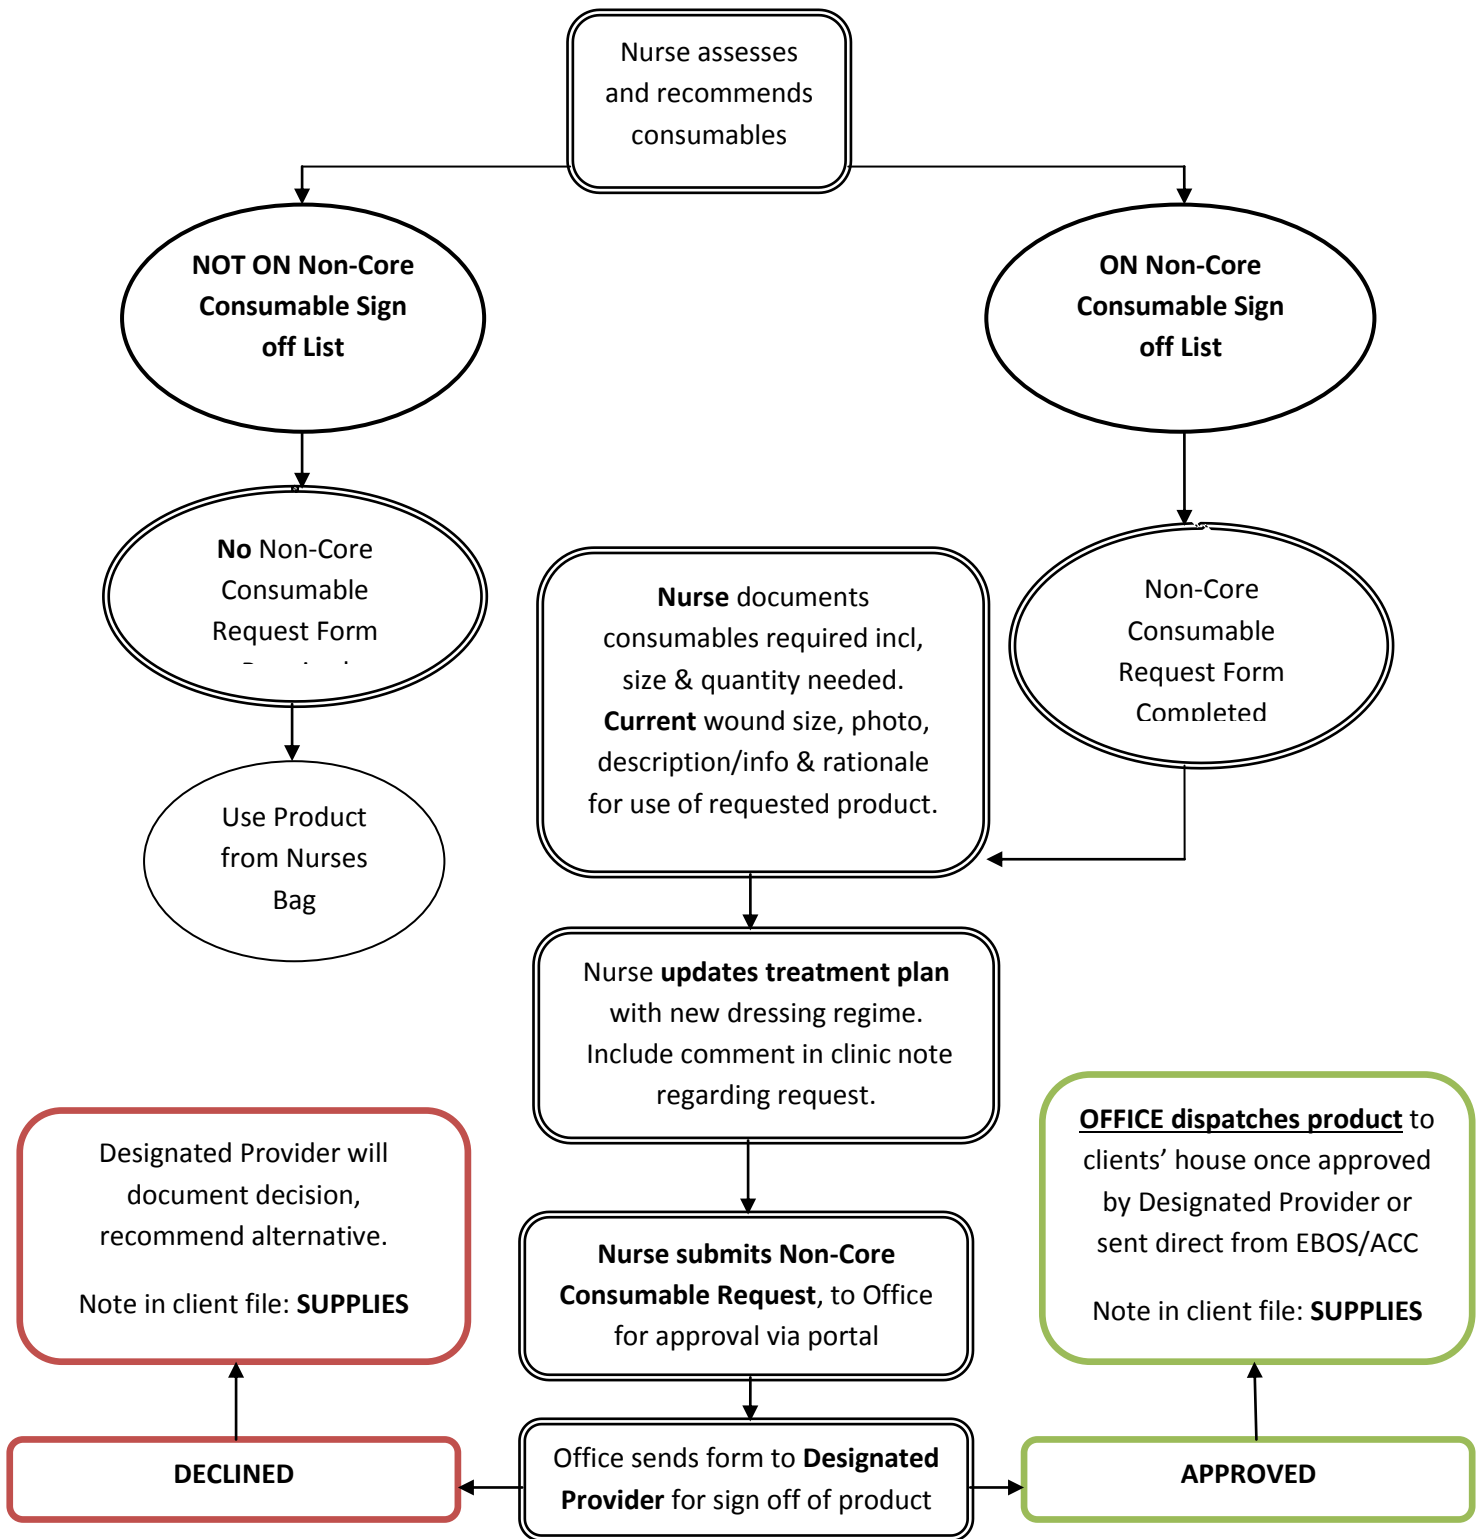 Nurse assesses
and recommends
consumables
NOT ON Non-Core
Consumable Sign
off List
ON Non-Core
Consumable Sign
off List
No Non-Core
Consumable
Request Form
Non-Core
Consumable
Request Form
Completed
Nurse documents
consumables required incl,
size & quantity needed.
Current wound size, photo,
description/info & rationale
for use of requested product.
Use Product
from Nurses
Bag
Nurse updates treatment plan
with new dressing regime.
Include comment in clinic note
regarding request.
Designated Provider will
document decision,
recommend alternative.
Note in client file: SUPPLIES
OFFICE dispatches product to
clients’ house once approved
by Designated Provider or
sent direct from EBOS/ACC
Note in client file: SUPPLIES
Nurse submits Non-Core
Consumable Request, to Office
for approval via portal
DECLINED
Office sends form to Designated
Provider for sign off of product
APPROVED